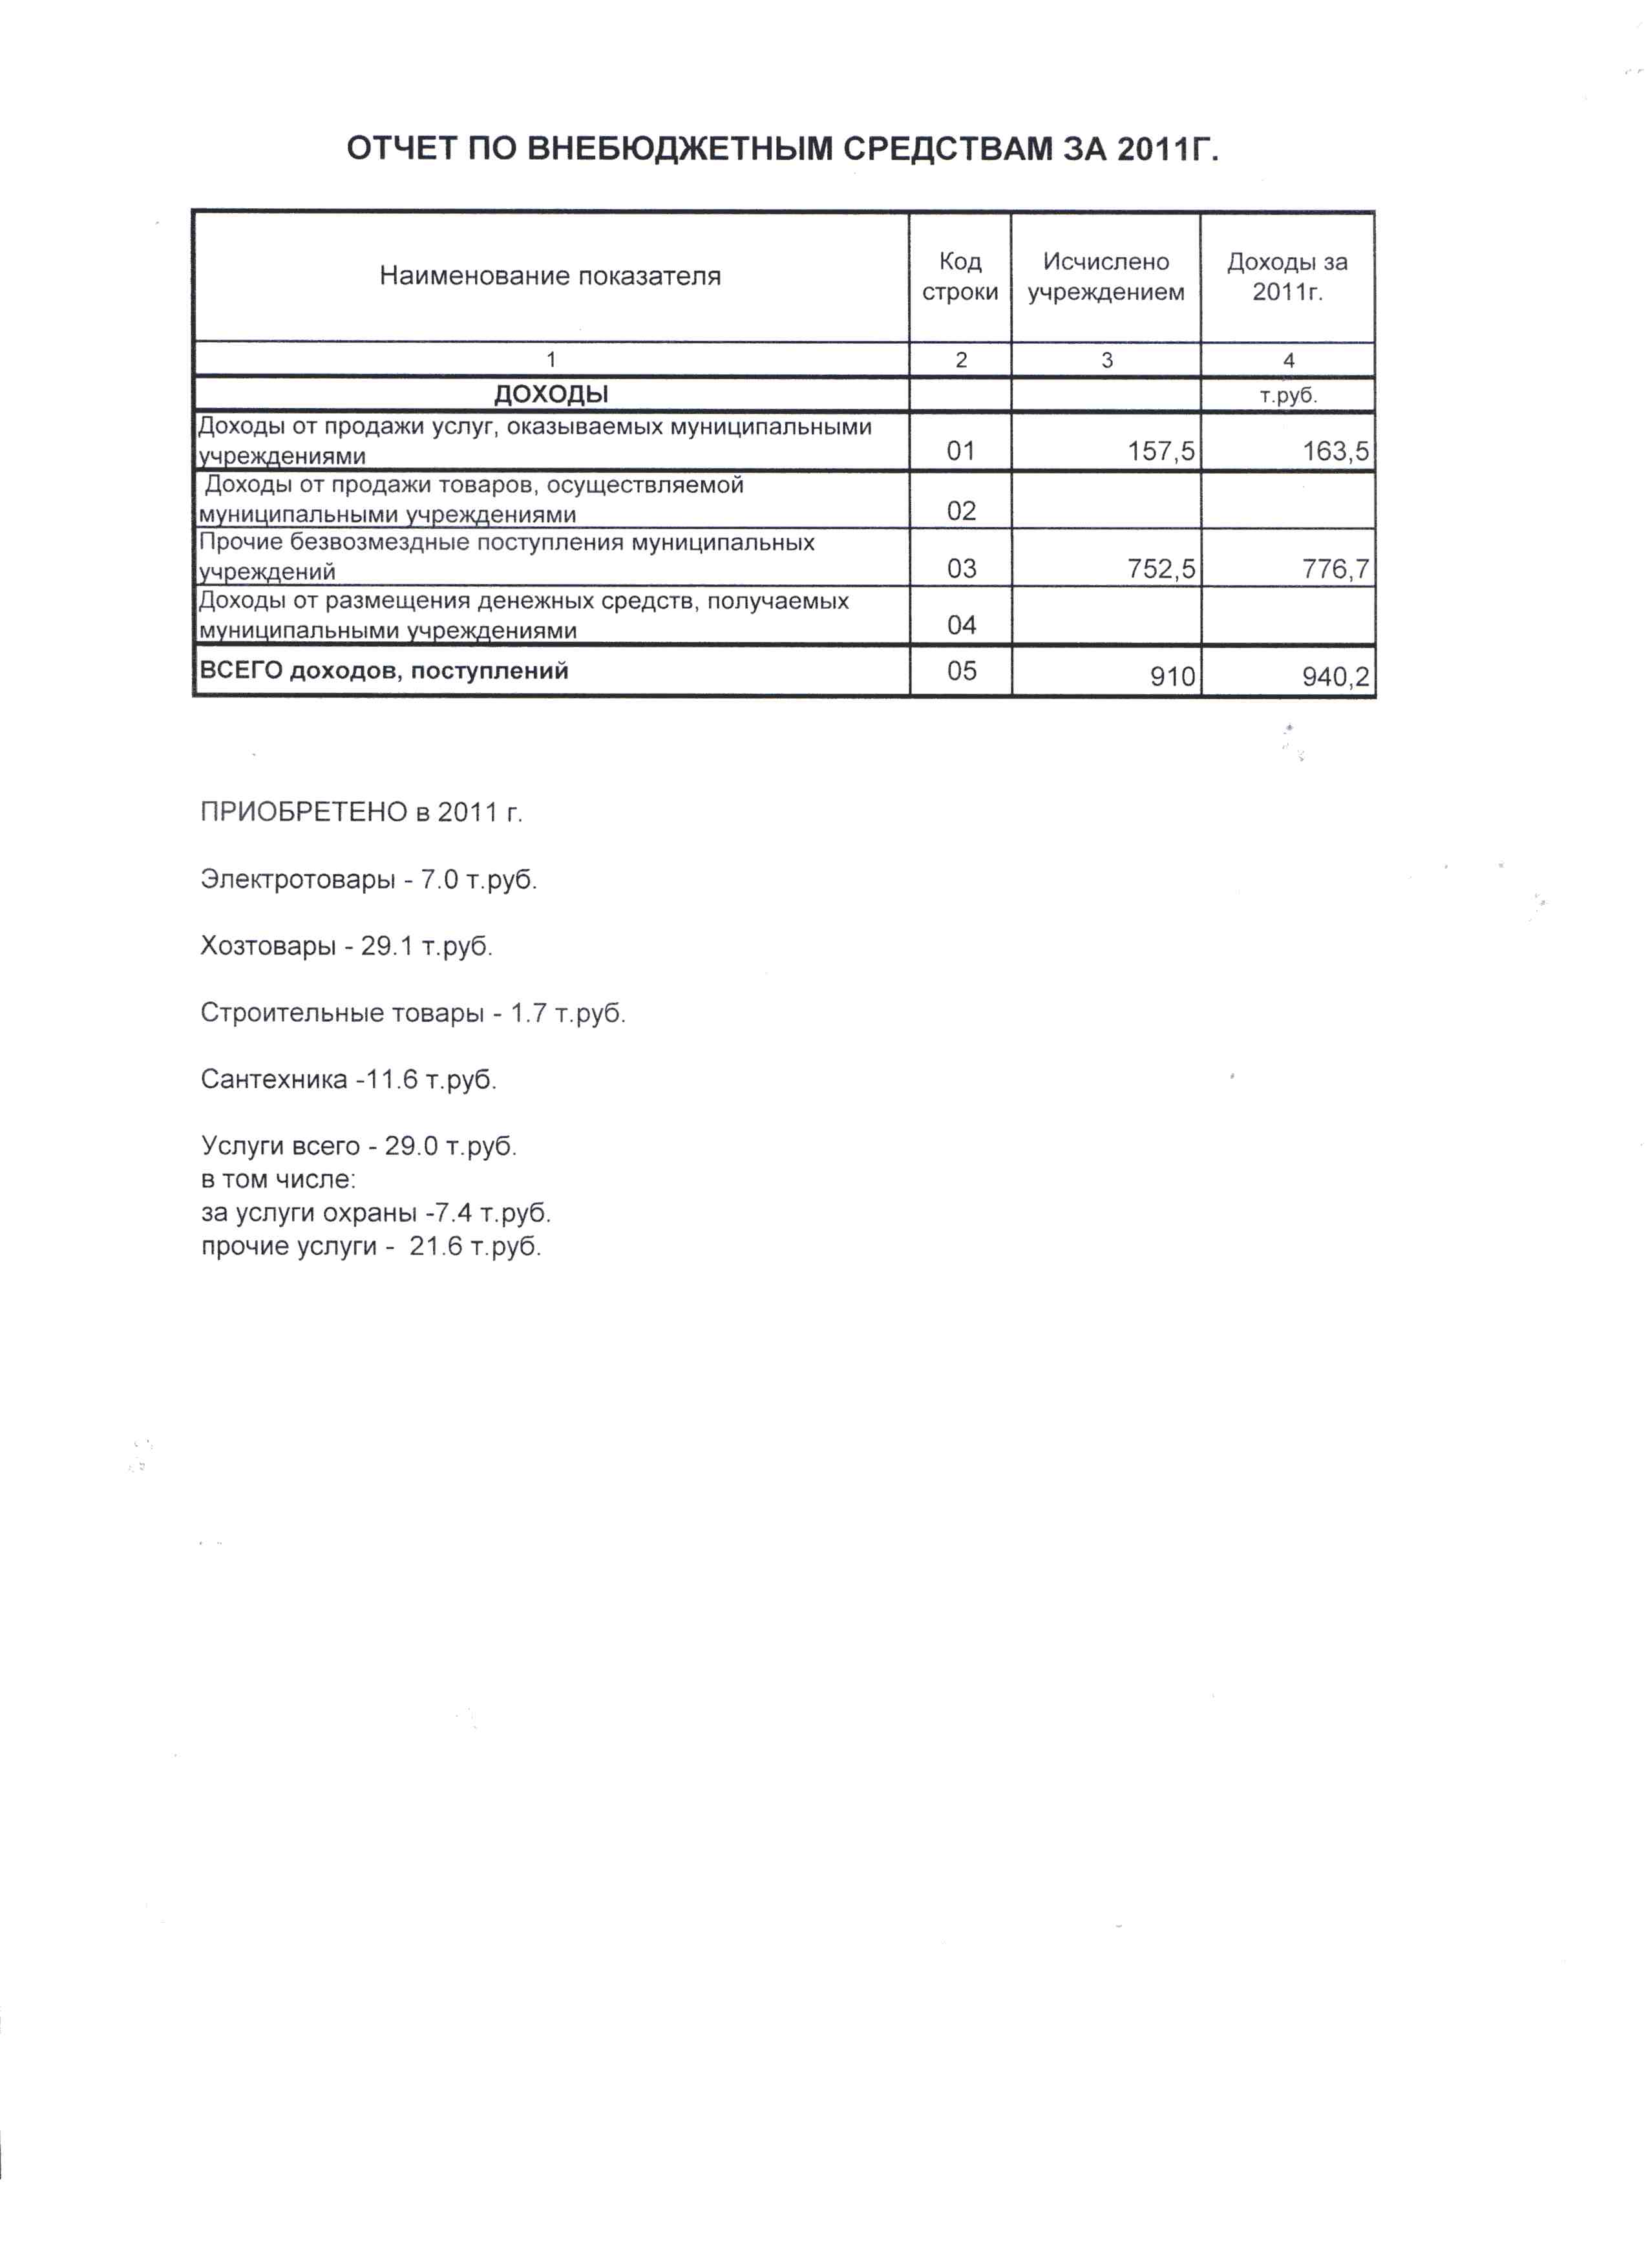 ОТЧЕТ ПО ВНЕБЮДЖЕТНЫМ СРЕДСТВАМ ЗА 2011Г.
Наименование показателя
Код
строки
Исчислено
учреждением
Доходы за
2011г.
1 2 3 4
ДОХОДЫ т.руб.
Доходы от продажи услуг, оказываемых муниципальными
учреждениями 01 157,5 163,5
Доходы от продажи товаров, осуществляемой
муниципальными учреждениями 02
Прочие безвозмездные поступления муниципальных
учреждений 03 752,5 776,7
Доходы от размещения денежных средств, получаемых
муниципальными учреждениями 04
ВСЕГО доходов, поступлений 05 910 940,2
ПРИОБРЕТЕНО в 2011 г.
Электротовары - 7.0 т.руб.
Хозтовары - 29.1 т.руб.
Строительные товары - 1.7 т.руб.
Сантехника -11.6 т.руб.
Услуги всего - 29.0 т.руб.
в том числе:
за услуги охраны -7.4 т.руб.
прочие услуги -  21.6 т.руб.